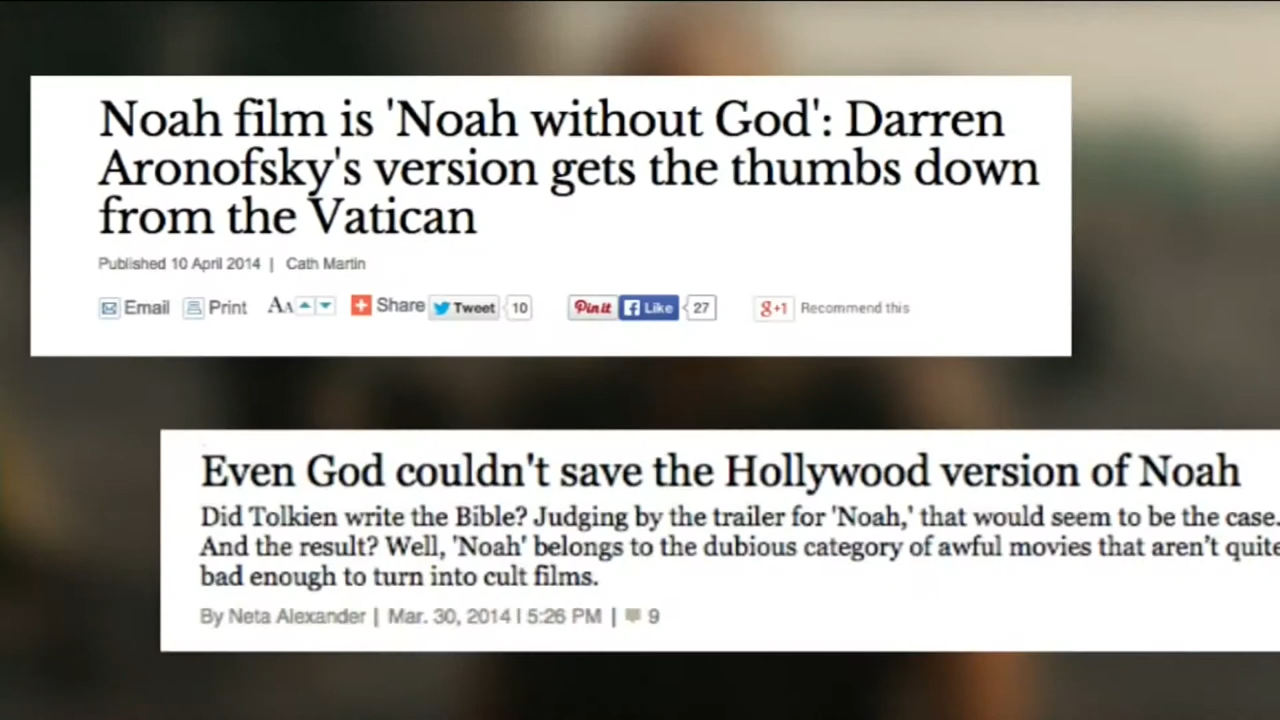 Noah film is 'Noah without God': Darren
Aronofsky's version gets the thumbs down
from the Vatican
Published 10 April 2014 | Cath Martin
Email Print AA Share Tweet 10 Pin it Like 27 g+1 Recommend this
Even God couldn't save the Hollywood version of Noah
Did Tolkien write the Bible? Judging by the trailer for 'Noah,' that would seem to be the case.
And the result? Well, 'Noah' belongs to the dubious category of awful movies that aren't quite
bad enough to turn into cult films.
By Neta Alexander | Mar. 30, 2014 | 5:26 PM | 9